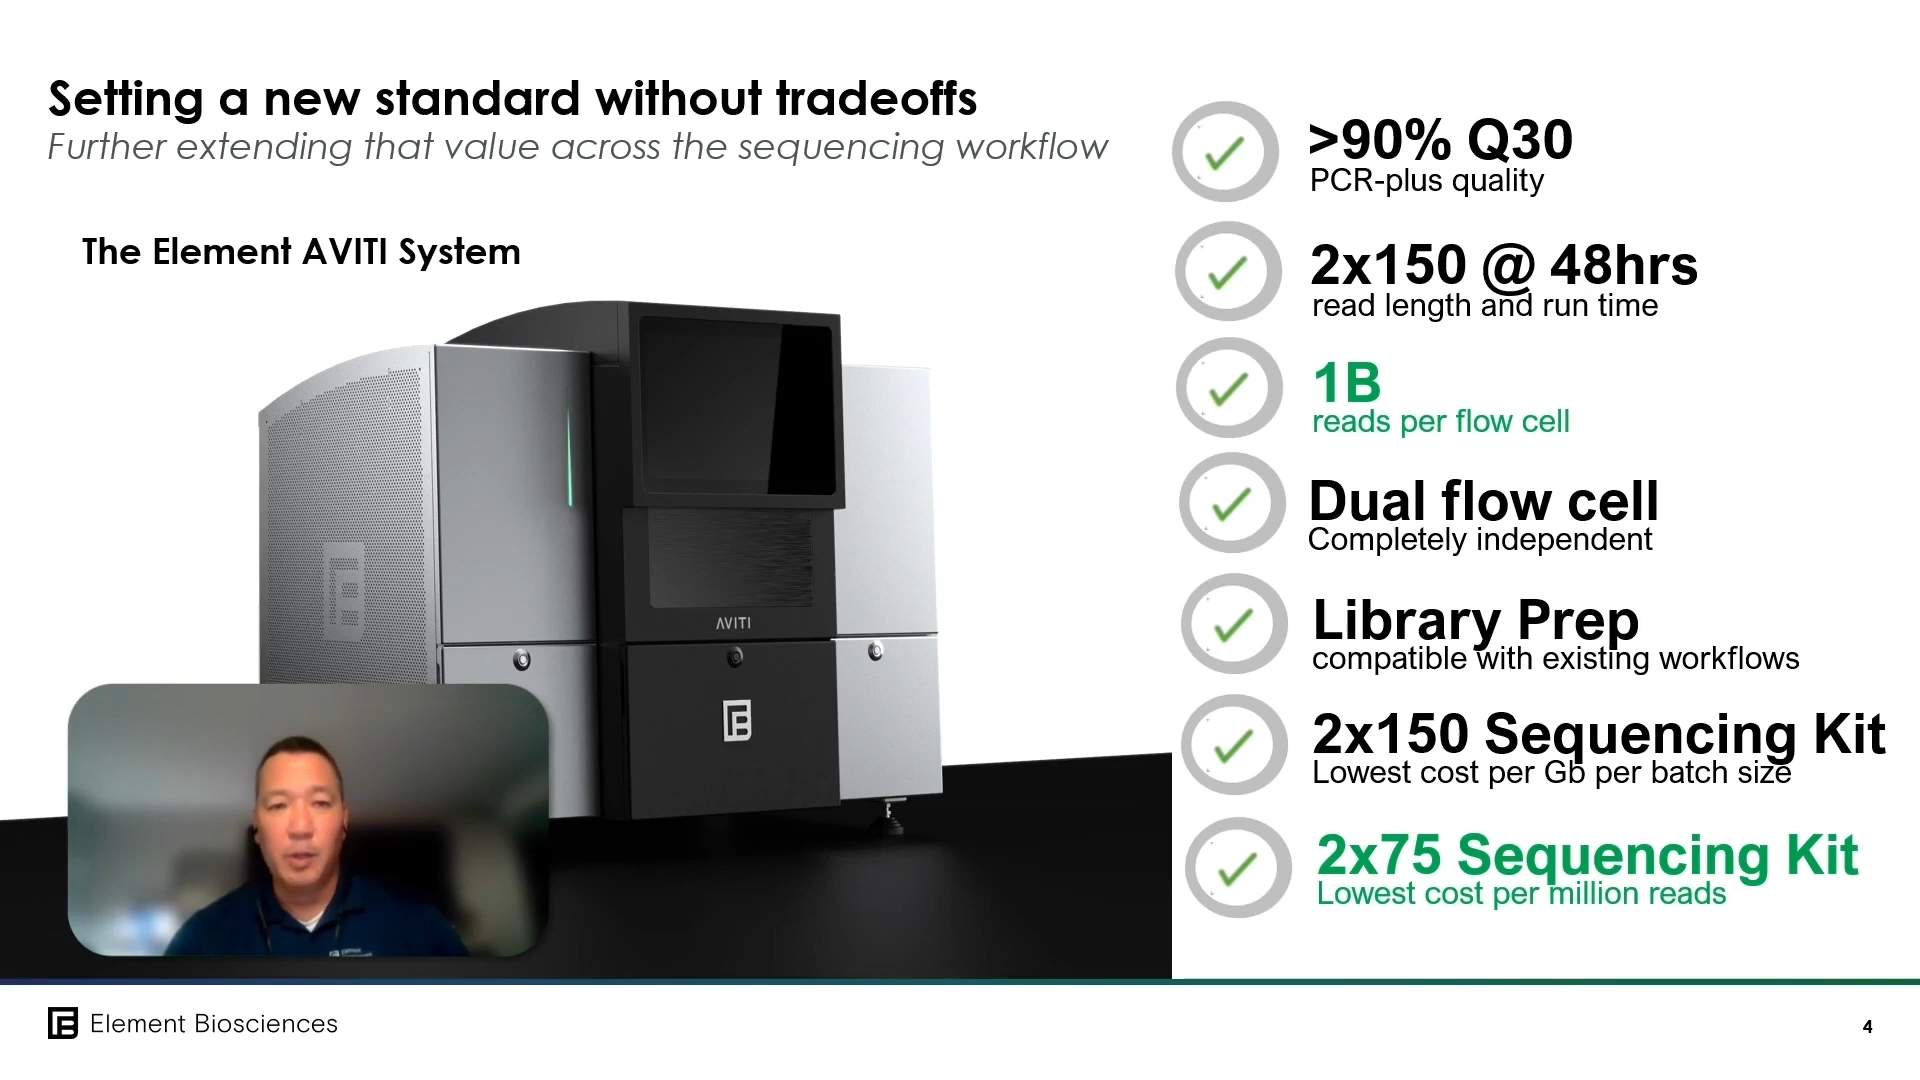 Setting a new standard without tradeoffs
Further extending that value across the sequencing workflow
The Element AVITI System
AVITI
>90% Q30
PCR-plus quality
2x150 @ 48hrs
read length and run time
1B
reads per flow cell
Dual flow cell
Completely independent
Library Prep
compatible with existing workflows
2x150 Sequencing Kit
Lowest cost per Gb per batch size
2x75 Sequencing Kit
Lowest cost per million reads
Element Biosciences
4